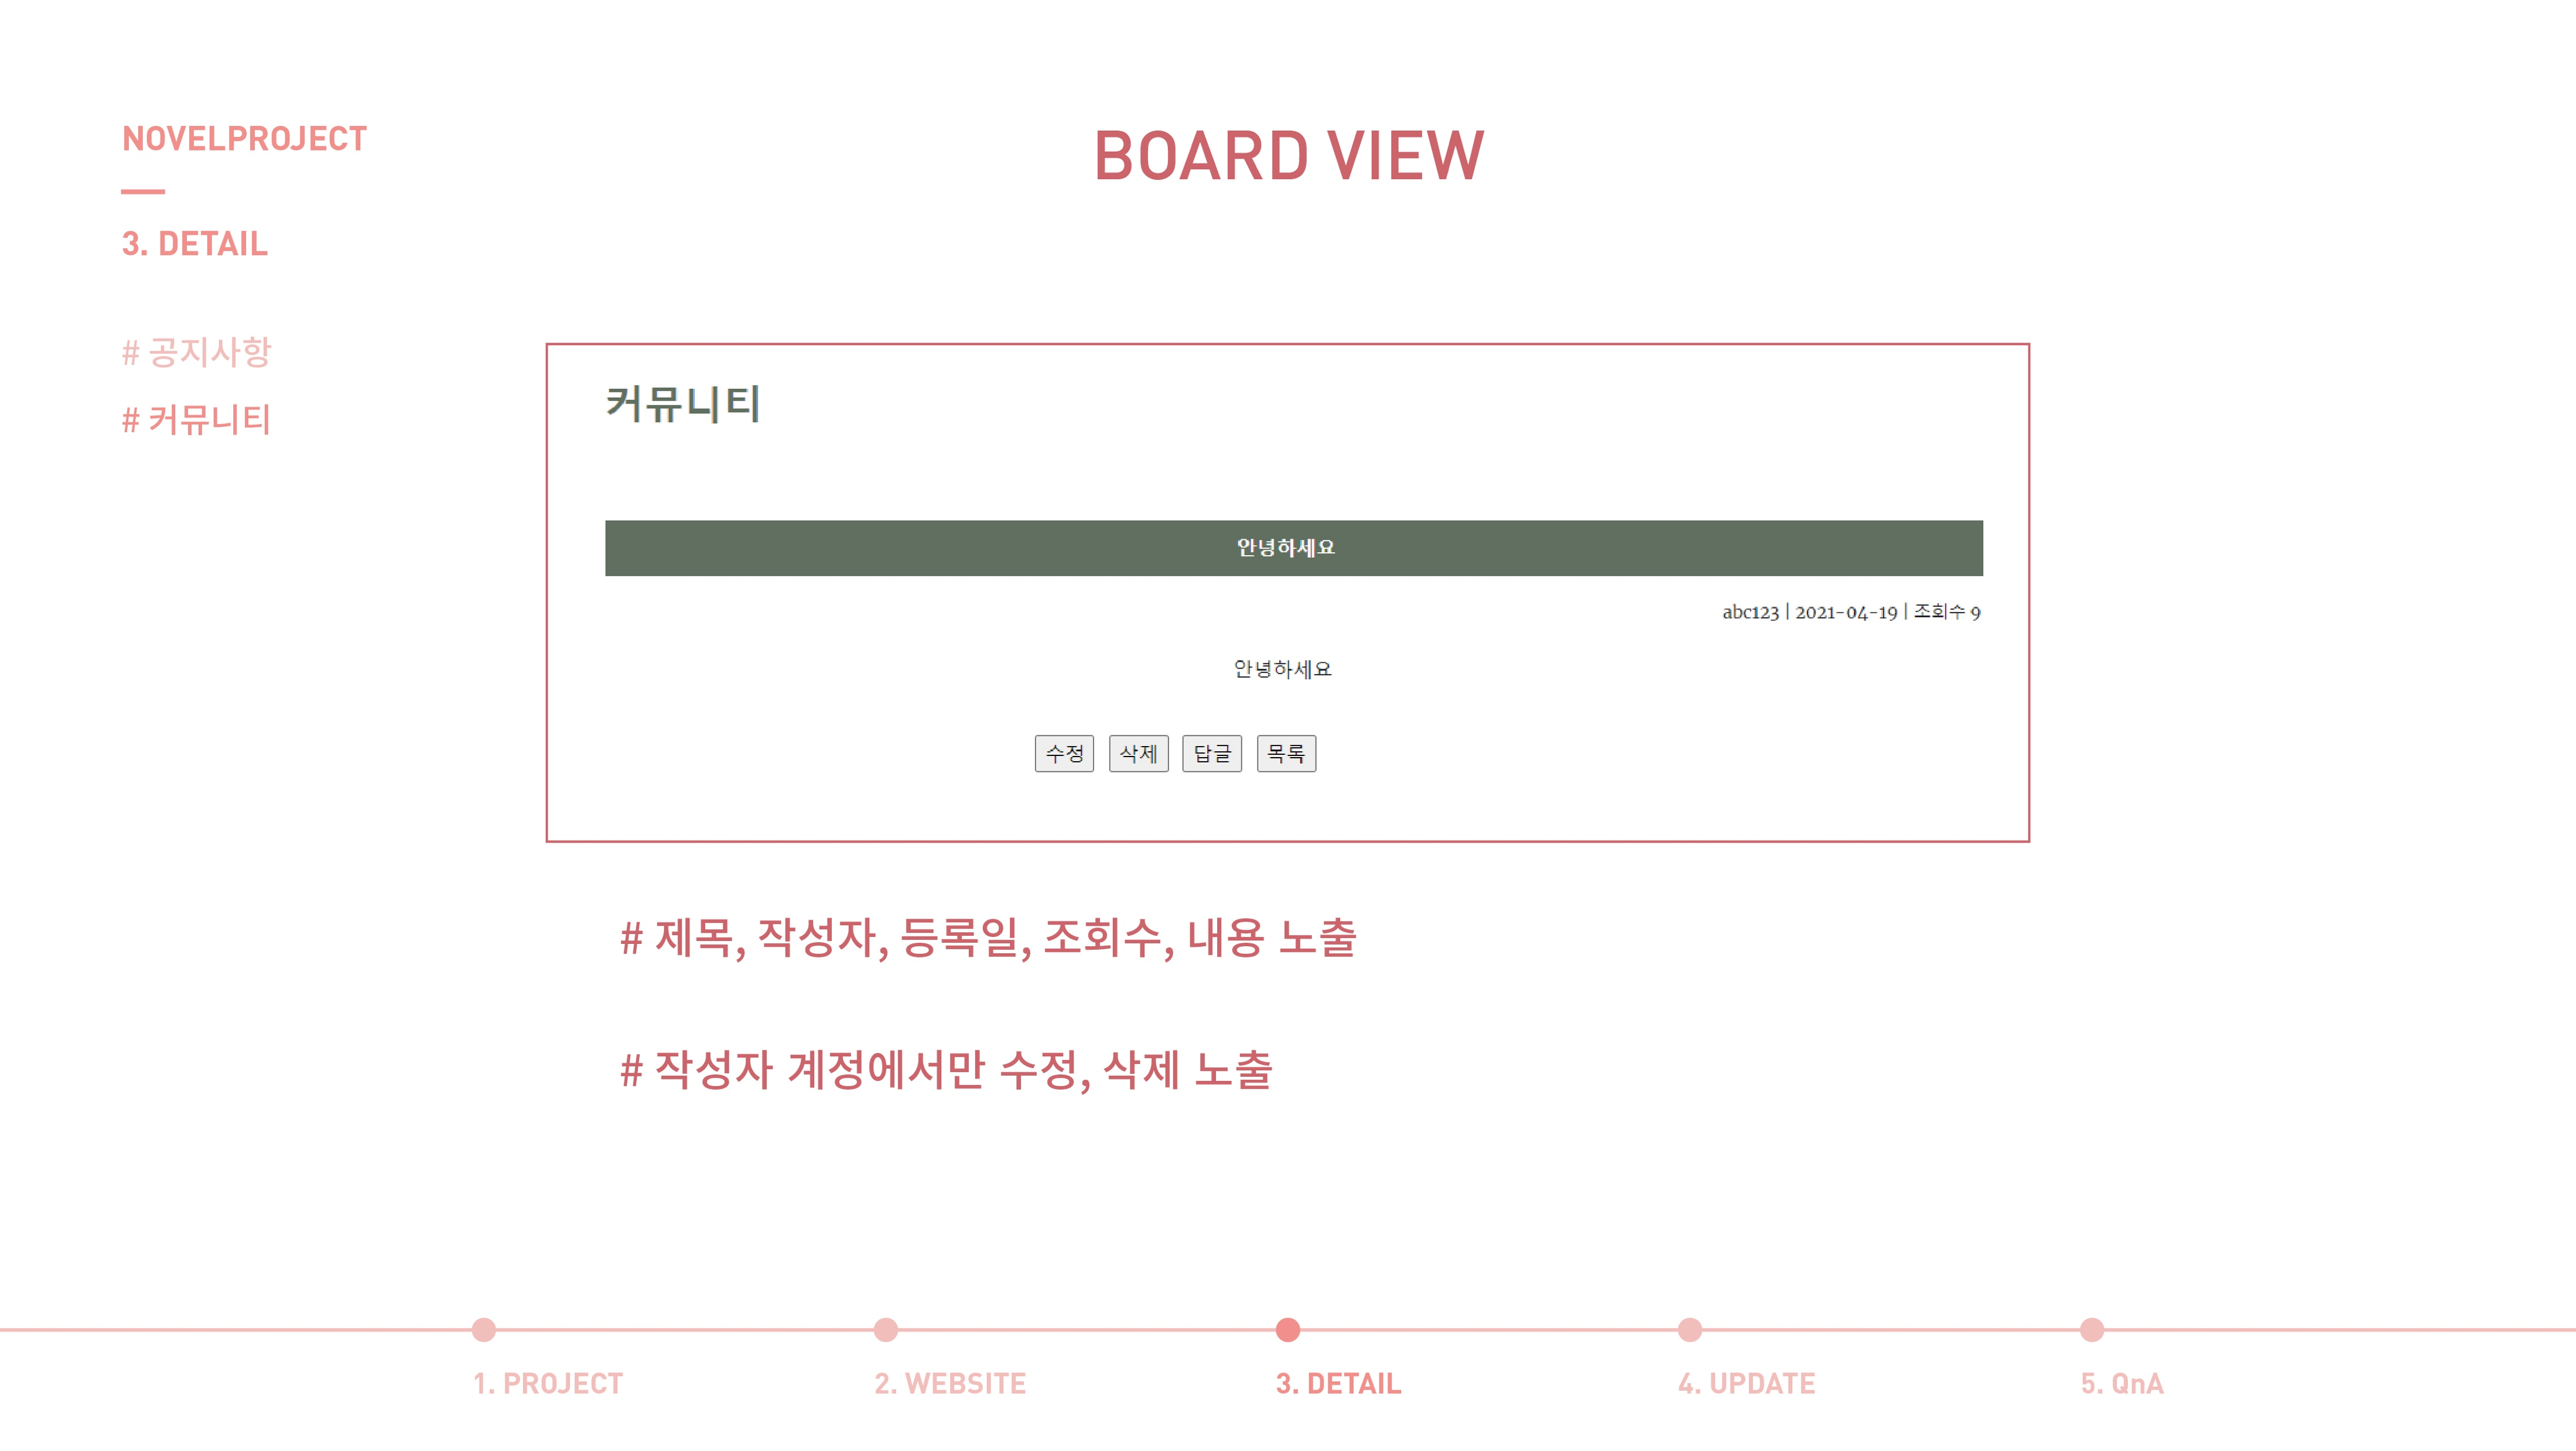 NOVELPROJECT
3. DETAIL
# 공지사항
# 커뮤니티
BOARD VIEW
커뮤니티
안녕하세요
abc123 | 2021-04-19 | 조회수 9
안녕하세요
수정 삭제 답글 목록
# 제목, 작성자, 등록일, 조회수, 내용 노출
# 작성자 계정에서만 수정, 삭제 노출
1. PROJECT 2. WEBSITE 3. DETAIL 4. UPDATE 5. QnA